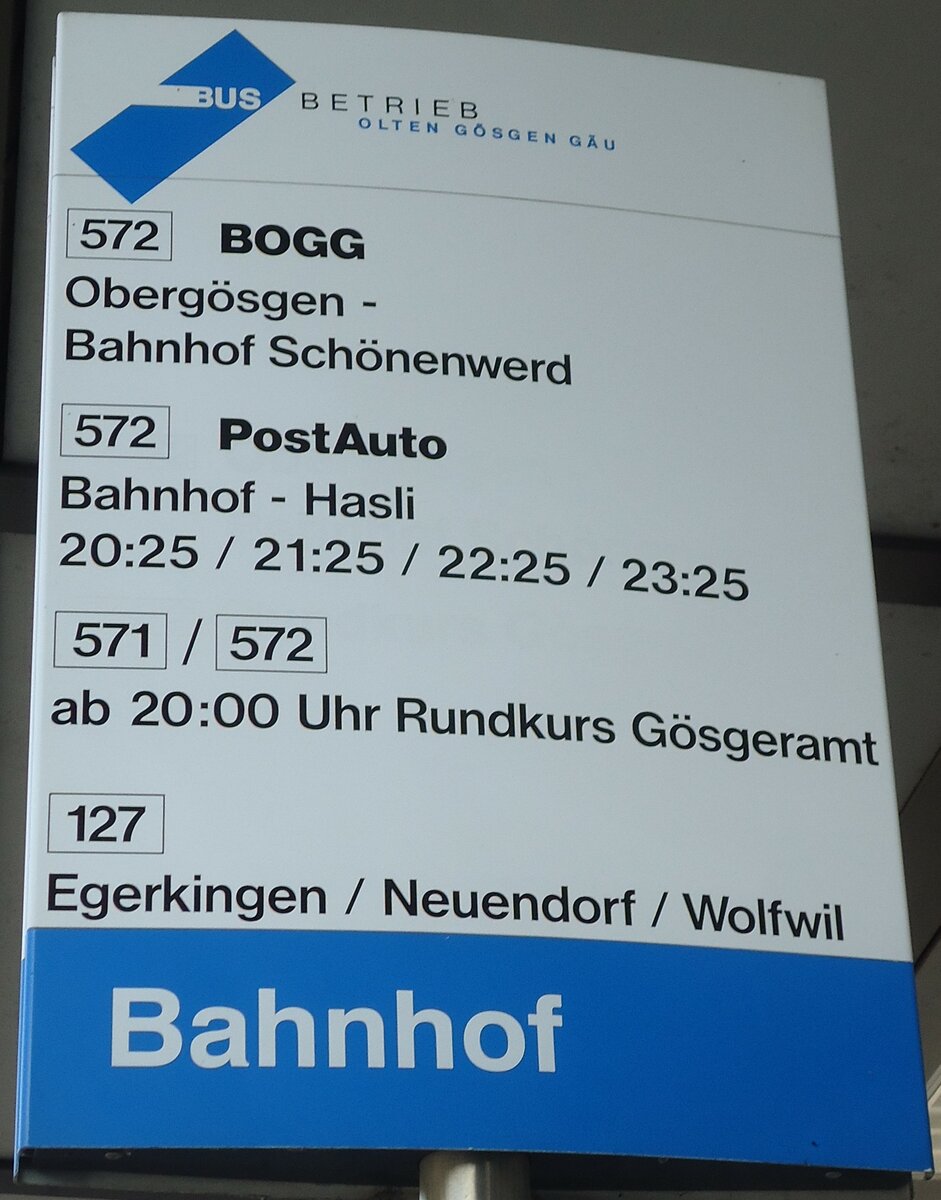 BUS BETRIEB
OLTEN GÖSGEN GÄU
572 BOGG
Obergösgen -
Bahnhof Schönenwerd
572 PostAuto
Bahnhof - Hasli
20:25 / 21:25 / 22:25 / 23:25
571 / 572
ab 20:00 Uhr Rundkurs Gösgeramt
127
Egerkingen / Neuendorf / Wolfwil
Bahnhof